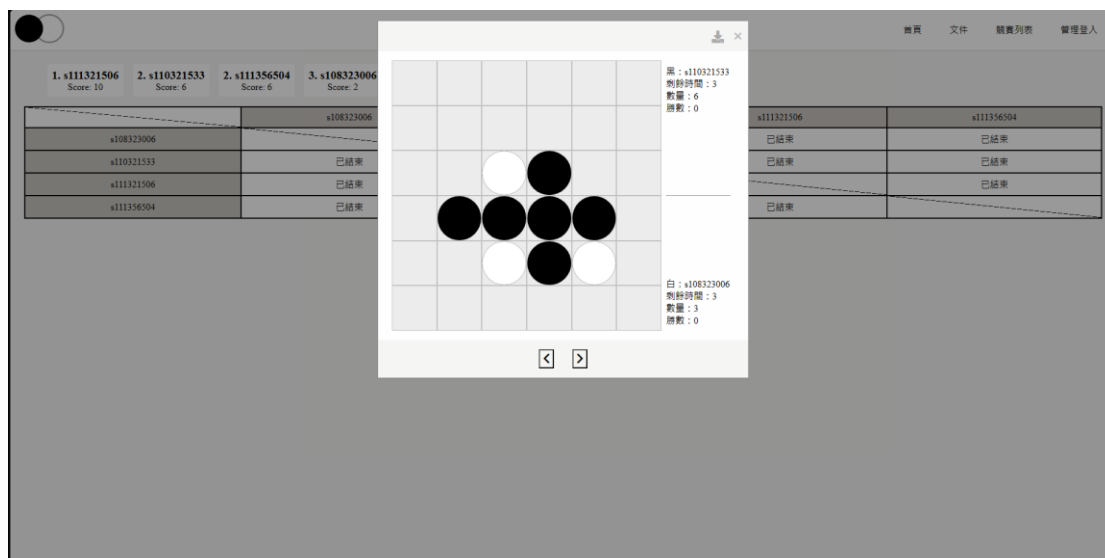 首頁 文件 競賽列表 管理登入
1. s111321506 2. s110321533 2. s111356504 3. s108323006
Score: 10 Score: 6 Score: 6 Score: 2
s108323006 s111321506 s111356504
s108323006 已結束 已結束
s110321533 已結束 已結束 已結束
s111321506 已結束 已結束
s111356504 已結束 已結束
黑：s110321533
剩餘時間：3
數量：6
勝數：0
白：s108323006
剩餘時間：3
數量：3
勝數：0